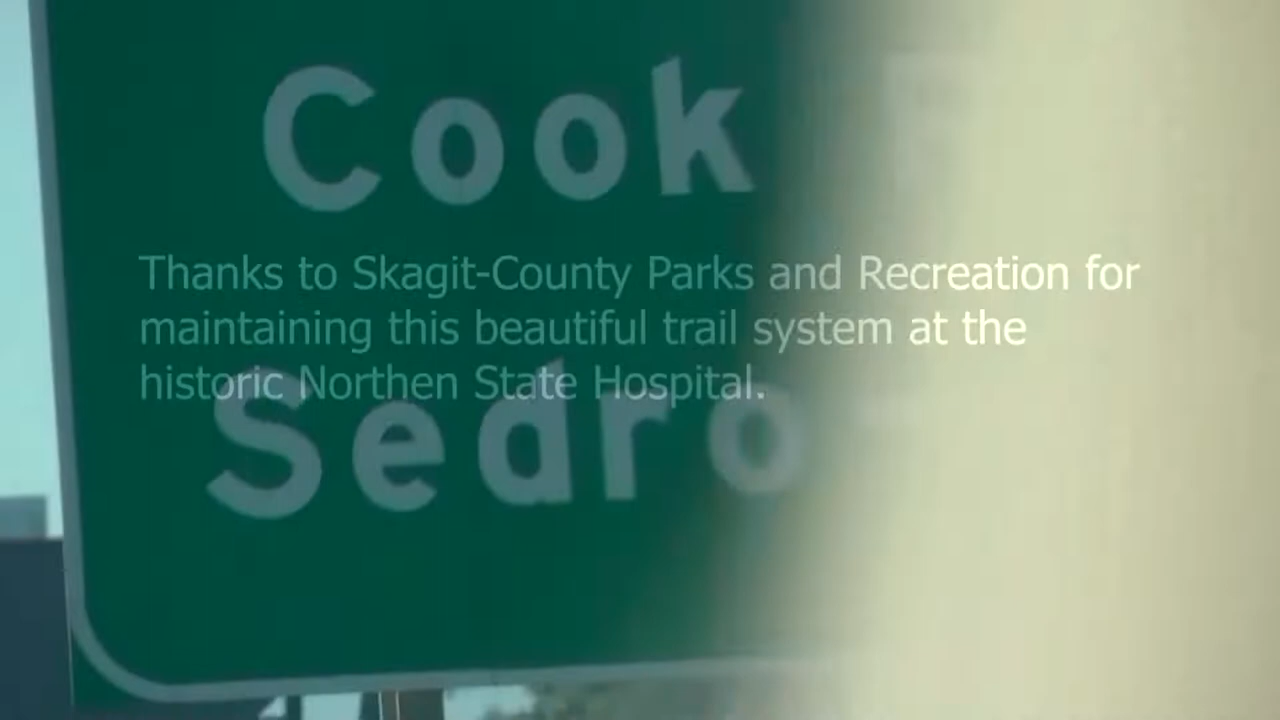 Cook
Thanks to Skagit-County Parks and Recreation for
maintaining this beautiful trail system at the
historic Northen State Hospital.
Sedro